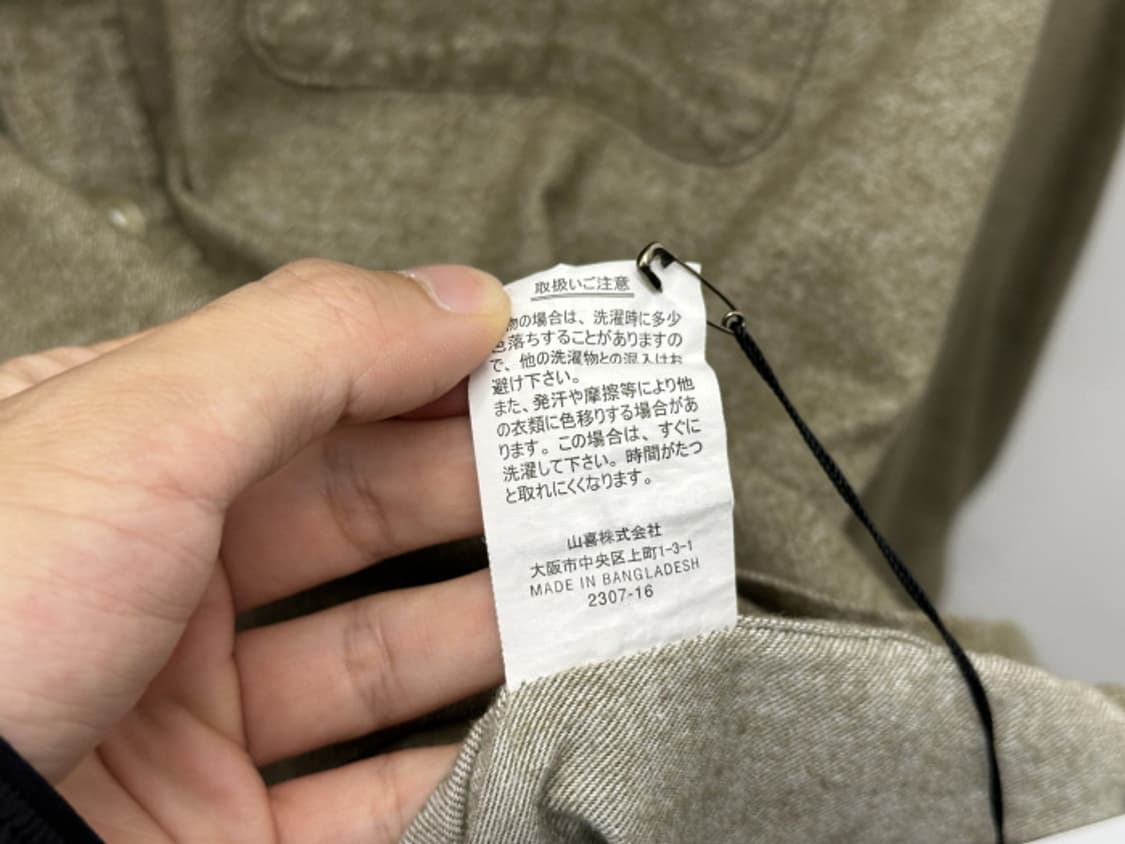 取扱いご注意
物の場合は、洗濯時に多少
色落ちすることがありますの
で、他の洗濯物との混入はお
避け下さい。
また、発汗や摩擦等により他
の衣類に色移りする場合があ
ります。この場合は、すぐに
洗濯して下さい。時間がたつ
と取れにくくなります。
山喜株式会社
大阪市中央区上町1-3-1
MADE IN BANGLADESH
2307-16